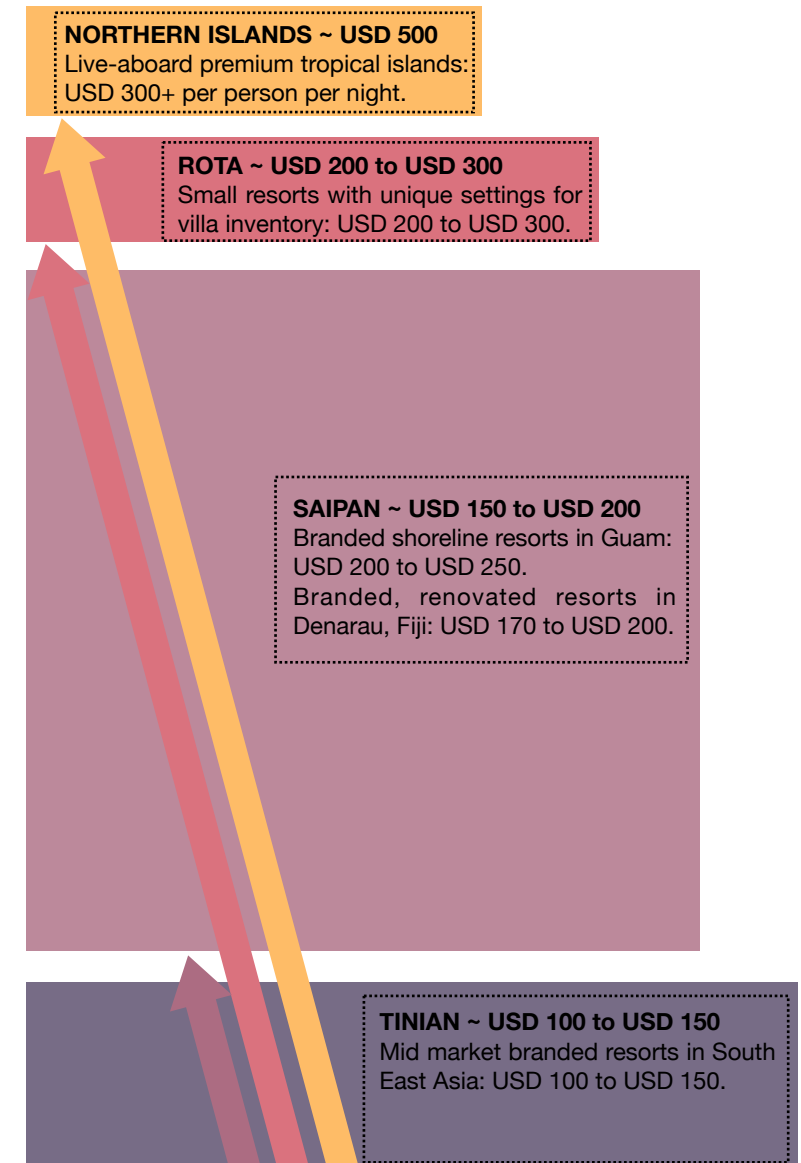 NORTHERN ISLANDS ~ USD 500
Live-aboard premium tropical islands:
USD 300+ per person per night.
ROTA ~ USD 200 to USD 300
Small resorts with unique settings for
villa inventory: USD 200 to USD 300.
SAIPAN ~ USD 150 to USD 200
Branded shoreline resorts in Guam:
USD 200 to USD 250.
Branded, renovated resorts in
Denarau, Fiji: USD 170 to USD 200.
TINIAN ~ USD 100 to USD 150
Mid market branded resorts in South
East Asia: USD 100 to USD 150.